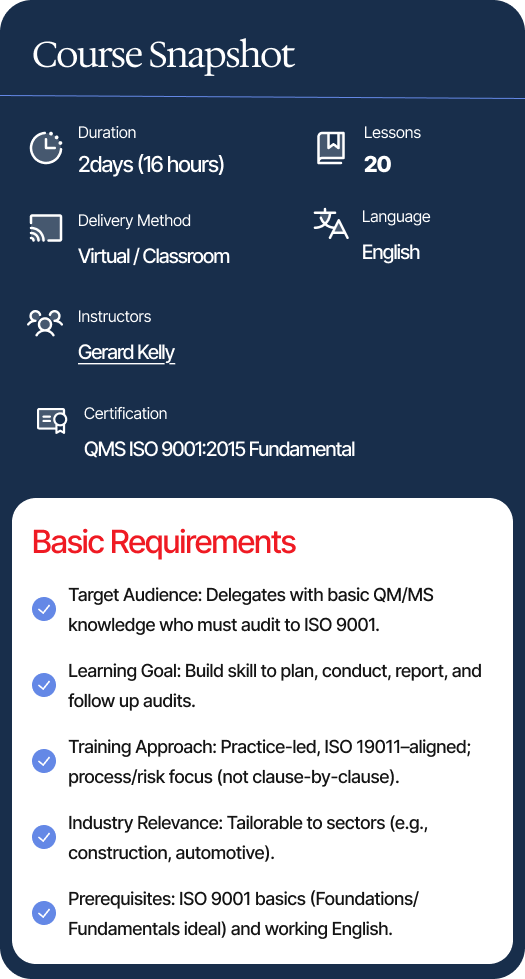 Course Snapshot
Duration
2days (16 hours)
Lessons
20
Delivery Method
Virtual / Classroom
Language
English
Instructors
Gerard Kelly
Certification
QMS ISO 9001:2015 Fundamental
Basic Requirements
Target Audience: Delegates with basic QM/MS
knowledge who must audit to ISO 9001.
Learning Goal: Build skill to plan, conduct, report, and
follow up audits.
Training Approach: Practice-led, ISO 19011–aligned;
process/risk focus (not clause-by-clause).
Industry Relevance: Tailorable to sectors (e.g.,
construction, automotive).
Prerequisites: ISO 9001 basics (Foundations/
Fundamentals ideal) and working English.